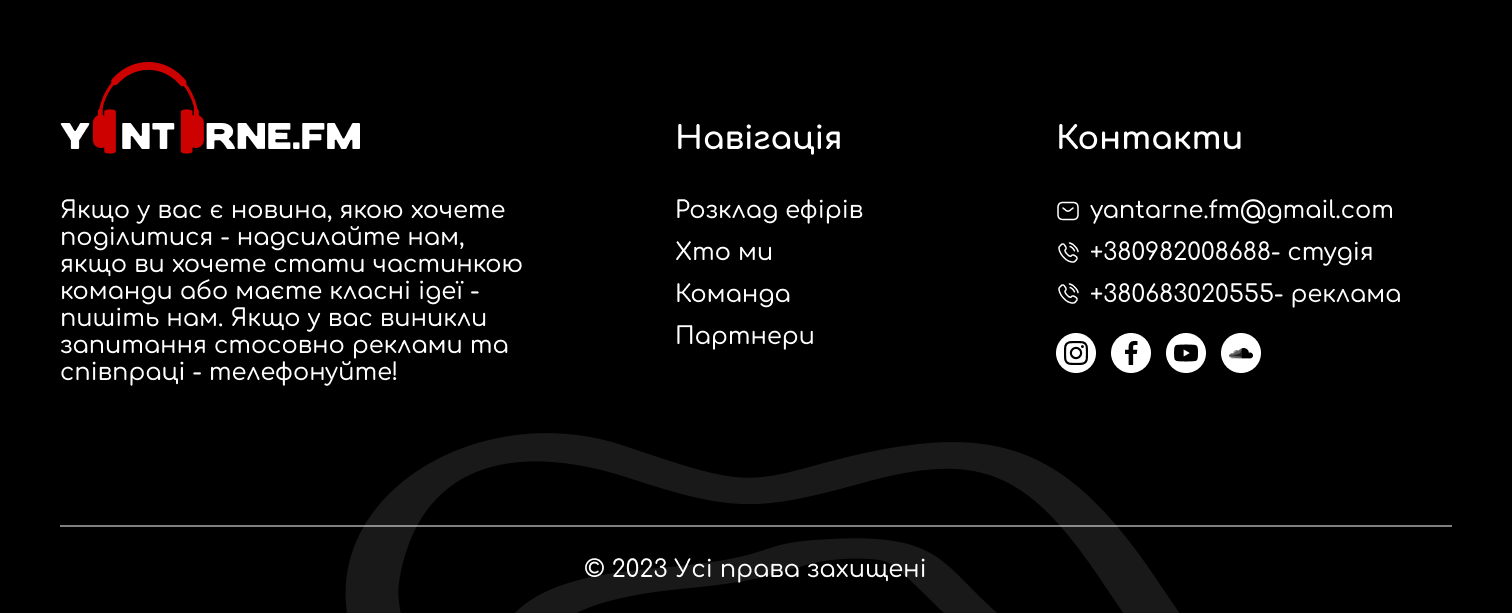 YANTARNE.FM
Якщо у вас є новина, якою хочете
поділитися - надсилайте нам,
якщо ви хочете стати частинкою
команди або маєте класні ідеї -
пишіть нам. Якщо у вас виникли
запитання стосовно реклами та
співпраці - телефонуйте!
Навігація
Розклад ефірів
Хто ми
Команда
Партнери
Контакти
yantarne.fm@gmail.com
+380982008688- студія
+380683020555- реклама
© 2023 Усі права захищені